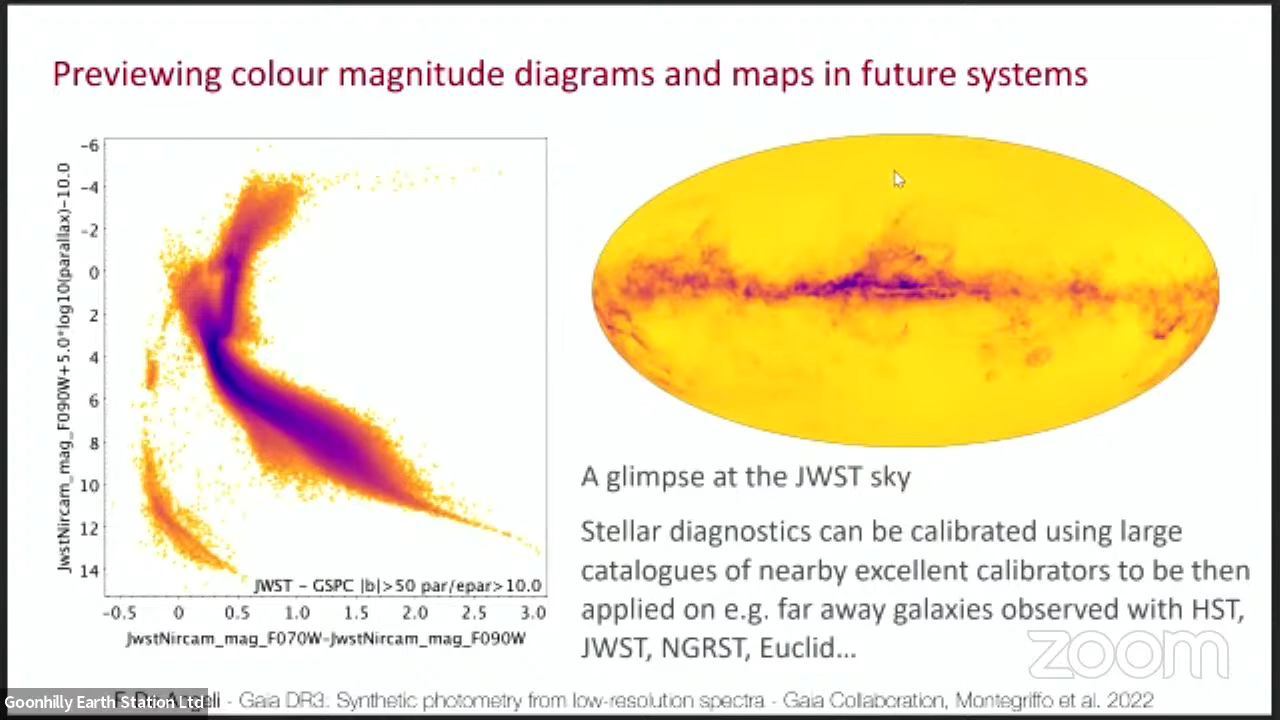 Previewing colour magnitude diagrams and maps in future systems
JwstNircam_mag_F090W+5.0*log10(parallax)-10.0
-6
-4
-2
0
2
4
6
8
10
12
14
JWST - GSPC |b|>50 par/epar>10.0
-0.5 0 0.5 1.0 1.5 2.0 2.5 3.0
JwstNircam_mag_F070W-JwstNircam_mag_F090W
A glimpse at the JWST sky
Stellar diagnostics can be calibrated using large
catalogues of nearby excellent calibrators to be then
applied on e.g. far away galaxies observed with HST,
JWST, NGRST, Euclid...
zoom
Goonhilly Earth Station Ltd
- Gaia DR3: Synthetic photometry from low-resolution spectra - Gaia Collaboration, Montegriffo et al. 2022